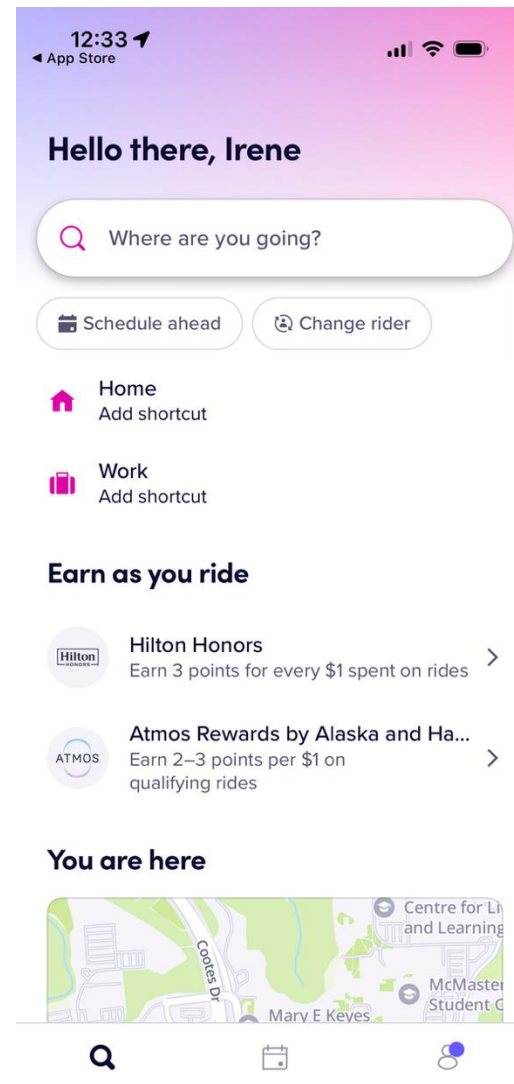 12:33
◀ App Store
Hello there, Irene
Where are you going?
Schedule ahead
Change rider
Home
Add shortcut
Work
Add shortcut
Earn as you ride
Hilton
HONORS
Hilton Honors
Earn 3 points for every $1 spent on rides
ATMOS
Atmos Rewards by Alaska and Ha...
Earn 2–3 points per $1 on
qualifying rides
You are here
Centre for
and Learning
Cootes Dr
McMaster
Student
Mary E Keyes